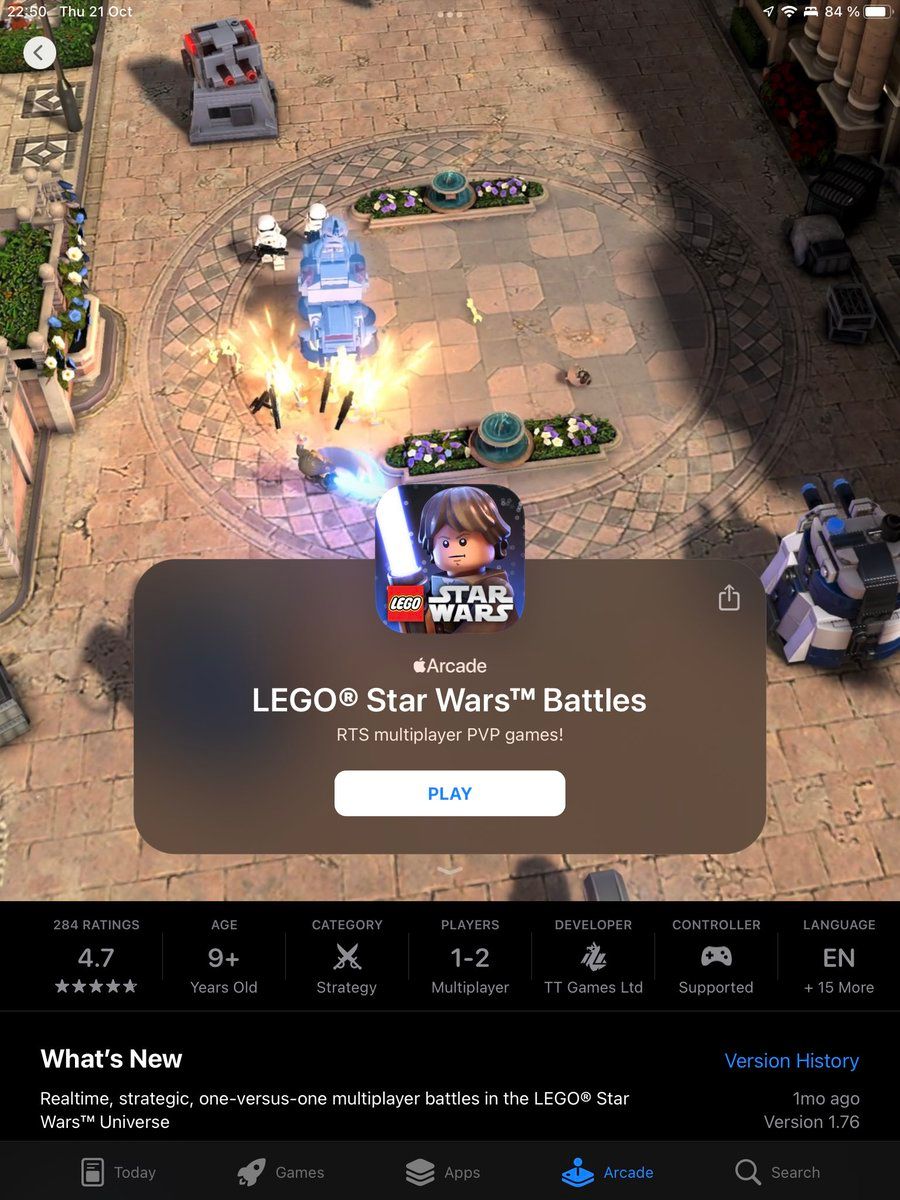 22:50 Thu 21 Oct
84 %
LEGO STAR WARS
Arcade
LEGO® Star Wars™ Battles
RTS multiplayer PVP games!
PLAY
284 RATINGS
4.7
AGE
9+
Years Old
CATEGORY
Strategy
PLAYERS
1-2
Multiplayer
DEVELOPER
TT Games Ltd
CONTROLLER
Supported
LANGUAGE
EN
+ 15 More
What's New
Version History
Realtime, strategic, one-versus-one multiplayer battles in the LEGO® Star
Wars™ Universe
1mo ago
Version 1.76
Today
Games
Apps
Arcade
Search